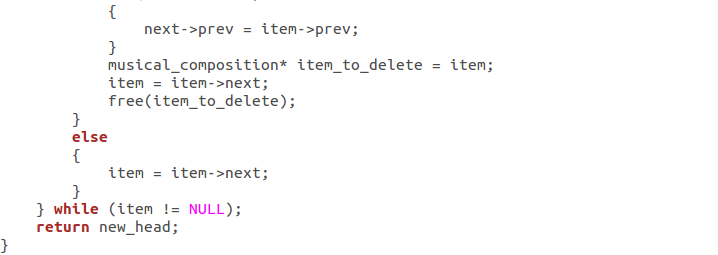 {
next->prev = item->prev;
}
musical_composition* item_to_delete = item;
item = item->next;
free(item_to_delete);
}
else
{
item = item->next;
}
} while (item != NULL);
return new_head;
}